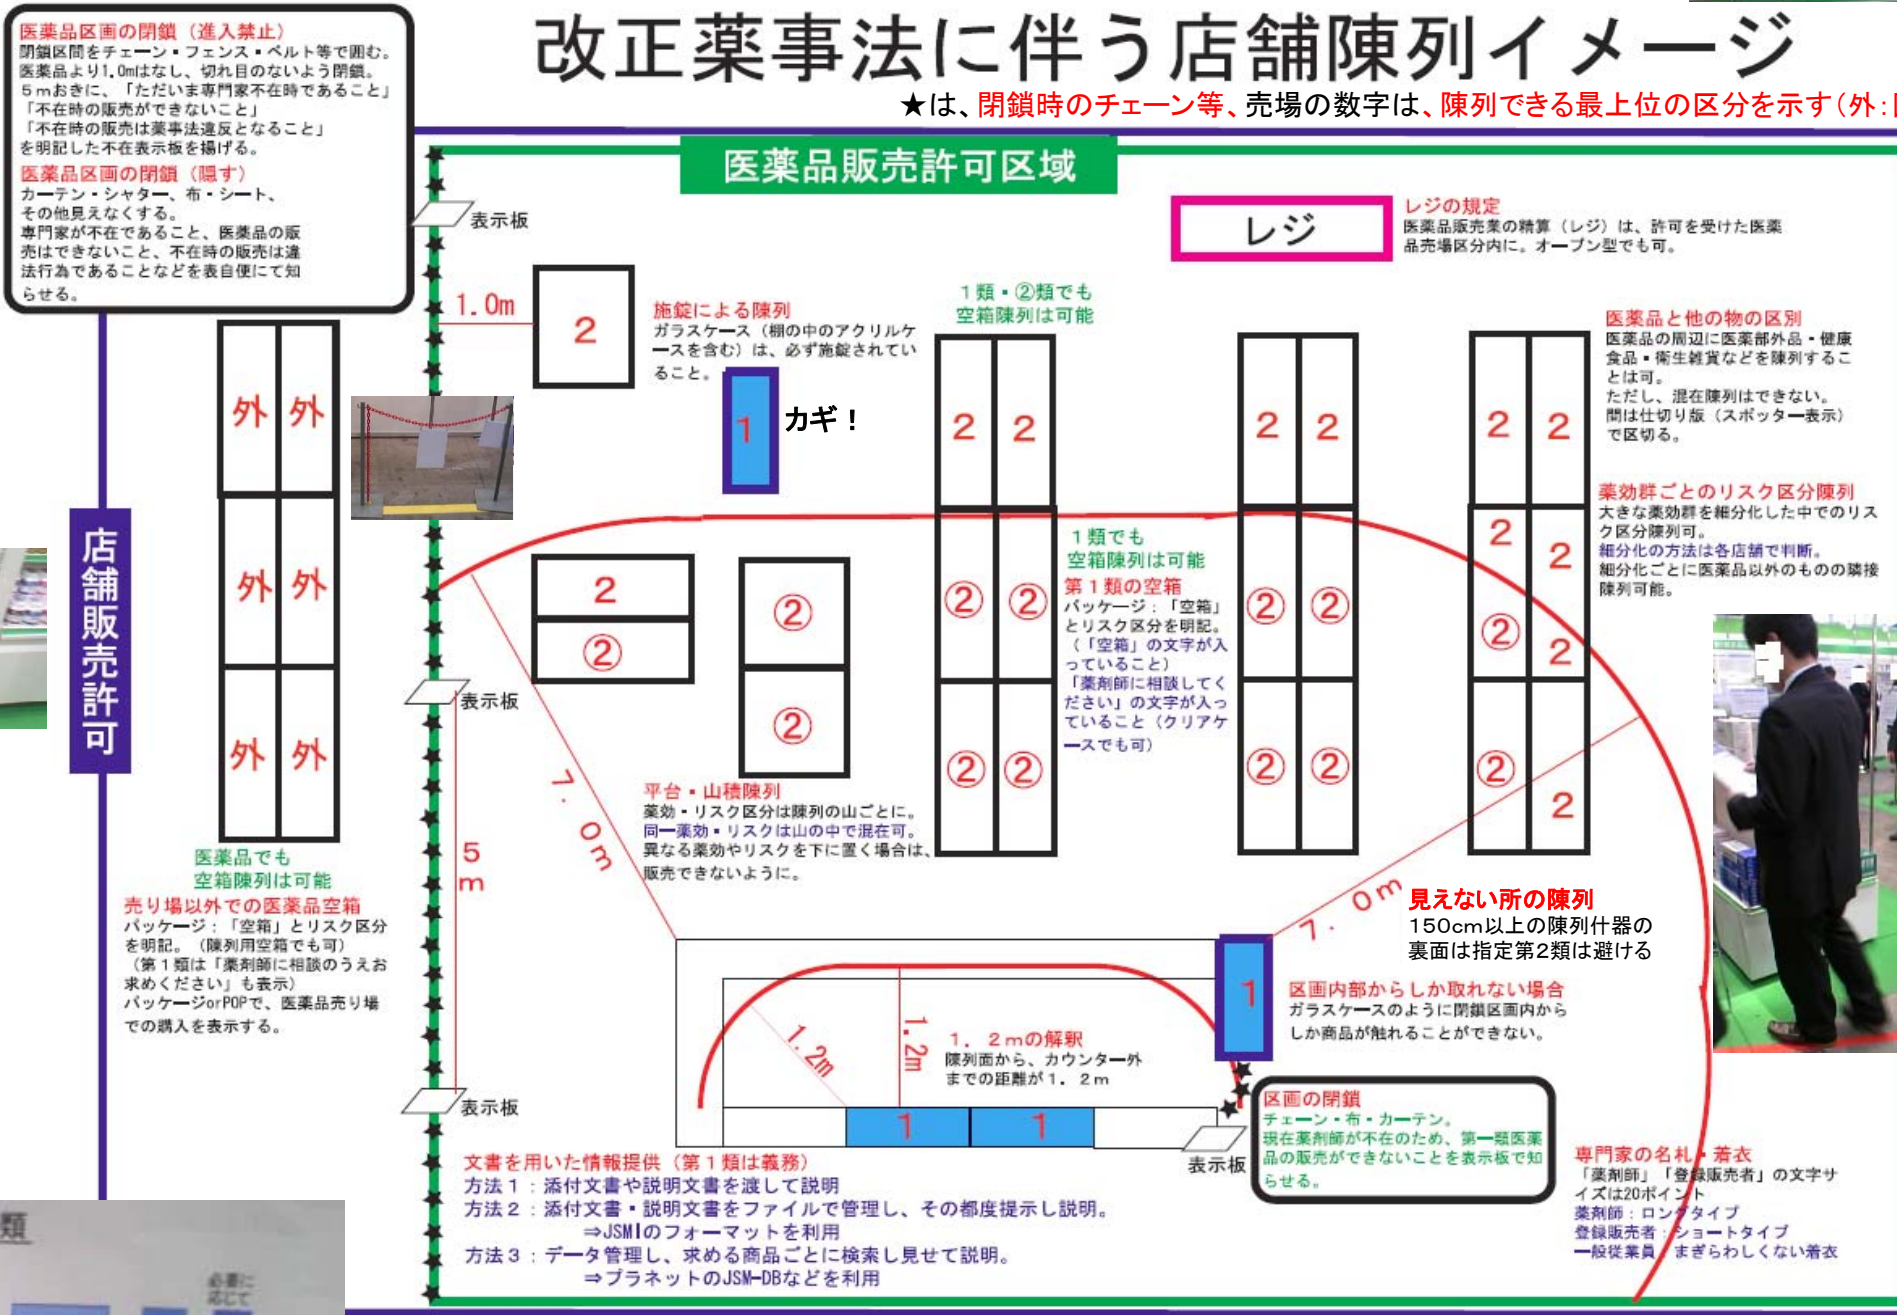 改正薬事法に伴う店舗陳列イメージ
★は、閉鎖時のチェーン等、売場の数字は、陳列できる最上位の区分を示す(外:
医薬品区画の閉鎖（進入禁止）
閉鎖区間をチェーン・フェンス・ベルト等で囲む。
医薬品より1.0mはなし、切れ目のないよう閉鎖。
５ｍおきに、「ただいま専門家不在時であること」
「不在時の販売ができないこと」
「不在時の販売は薬事法違反となること」
を明記した不在表示板を揚げる。
医薬品区画の閉鎖（隠す）
カーテン・シャター、布・シート、
その他見えなくする。
専門家が不在であること、医薬品の販
売はできないこと、不在時の販売は違
法行為であることなどを表自便にて知
らせる。
医薬品販売許可区域
表示板
レジ
レジの規定
医薬品販売業の精算（レジ）は、許可を受けた医薬
品売場区分内に。オープン型でも可。
1.0m
2
施錠による陳列
ガラスケース（棚の中のアクリルケ
ースを含む）は、必ず施錠されてい
ること。
1
カギ！
１類・②類でも
空箱陳列は可能
2 2
2 2
2 2
医薬品と他の物の区別
医薬品の周辺に医薬部外品・健康
食品・衛生雑貨などを陳列するこ
とは可。
ただし、混在陳列はできない。
間は仕切り版（スポッター表示）
で区切る。
外 外
外 外
外 外
店舗販売許可
薬効群ごとのリスク区分陳列
大きな薬効群を細分化した中でのリス
ク区分陳列可。
細分化の方法は各店舗で判断。
細分化ごとに医薬品以外のものの隣接
陳列可能。
2
②
②
②
② ②
② ②
１類でも
空箱陳列は可能
第１類の空箱
パッケージ：「空箱」
とリスク区分を明記。
（「空箱」の文字が入
っていること）
「薬剤師に相談してく
ださい」の文字が入っ
ていること（クリアケ
ースでも可）
② ②
② ②
2 2
② 2
② 2
表示板
5
m
7.0m
平台・山積陳列
薬効・リスク区分は陳列の山ごとに。
同一薬効・リスクは山の中で混在可。
異なる薬効やリスクを下に置く場合は、
販売できないように。
医薬品でも
空箱陳列は可能
売り場以外での医薬品空箱
パッケージ：「空箱」とリスク区分
を明記。（陳列用空箱でも可）
（第１類は「薬剤師に相談のうえお
求めください」も表示）
パッケージorPOPで、医薬品売り場
での購入を表示する。
7.0m
見えない所の陳列
150cm以上の陳列什器の
裏面は指定第2類は避ける
1
区画内部からしか取れない場合
ガラスケースのように閉鎖区画内から
しか商品が触れることができない。
1.2m
1.2m
１．２ｍの解釈
陳列面から、カウンター外
までの距離が１．２ｍ
1 1
表示板
表示板
区画の閉鎖
チェーン・布・カーテン。
現在薬剤師が不在のため、第一類医薬
品の販売ができないことを表示板で知
らせる。
文書を用いた情報提供（第１類は義務）
方法１：添付文書や説明文書を渡して説明
方法２：添付文書・説明文書をファイルで管理し、その都度提示し説明。
⇒JSMIのフォーマットを利用
方法３：データ管理し、求める商品ごとに検索し見せて説明。
⇒プラネットのJSM-DBなどを利用
専門家の名札・着衣
「薬剤師」「登録販売者」の文字サ
イズは20ポイント
薬剤師：ロングタイプ
登録販売者：ショートタイプ
一般従業員：まぎらわしくない着衣
類
必要に
応じて